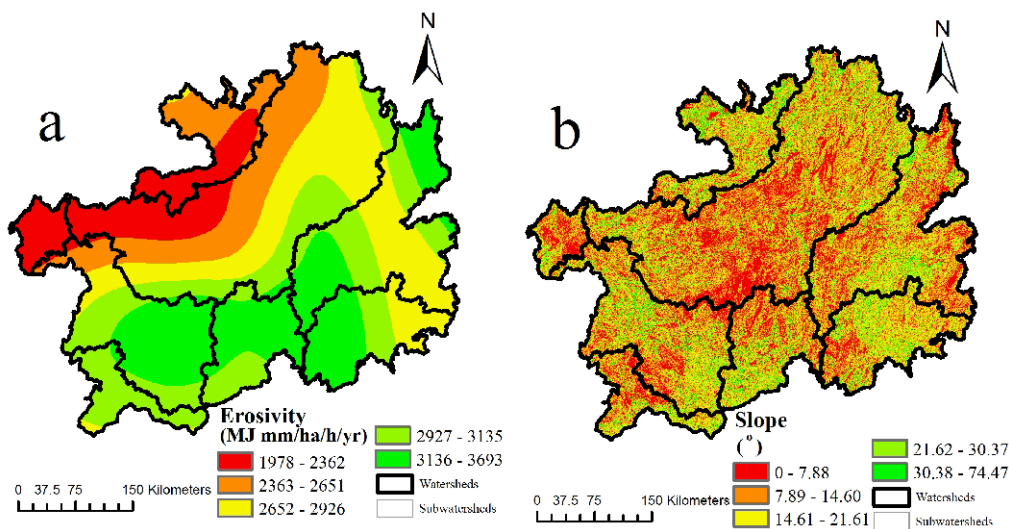 N
a
Erosivity
(MJ mm/ha/h/yr)
1978 - 2362
2363 - 2651
2652 - 2926
2927 - 3135
3136 - 3693
Watersheds
Subwatersheds
0 37.5 75 150 Kilometers
N
b
Slope
(°)
0 - 7.88
7.89 - 14.60
14.61 - 21.61
21.62 - 30.37
30.38 - 74.47
Watersheds
Subwatersheds
0 37.5 75 150 Kilometers